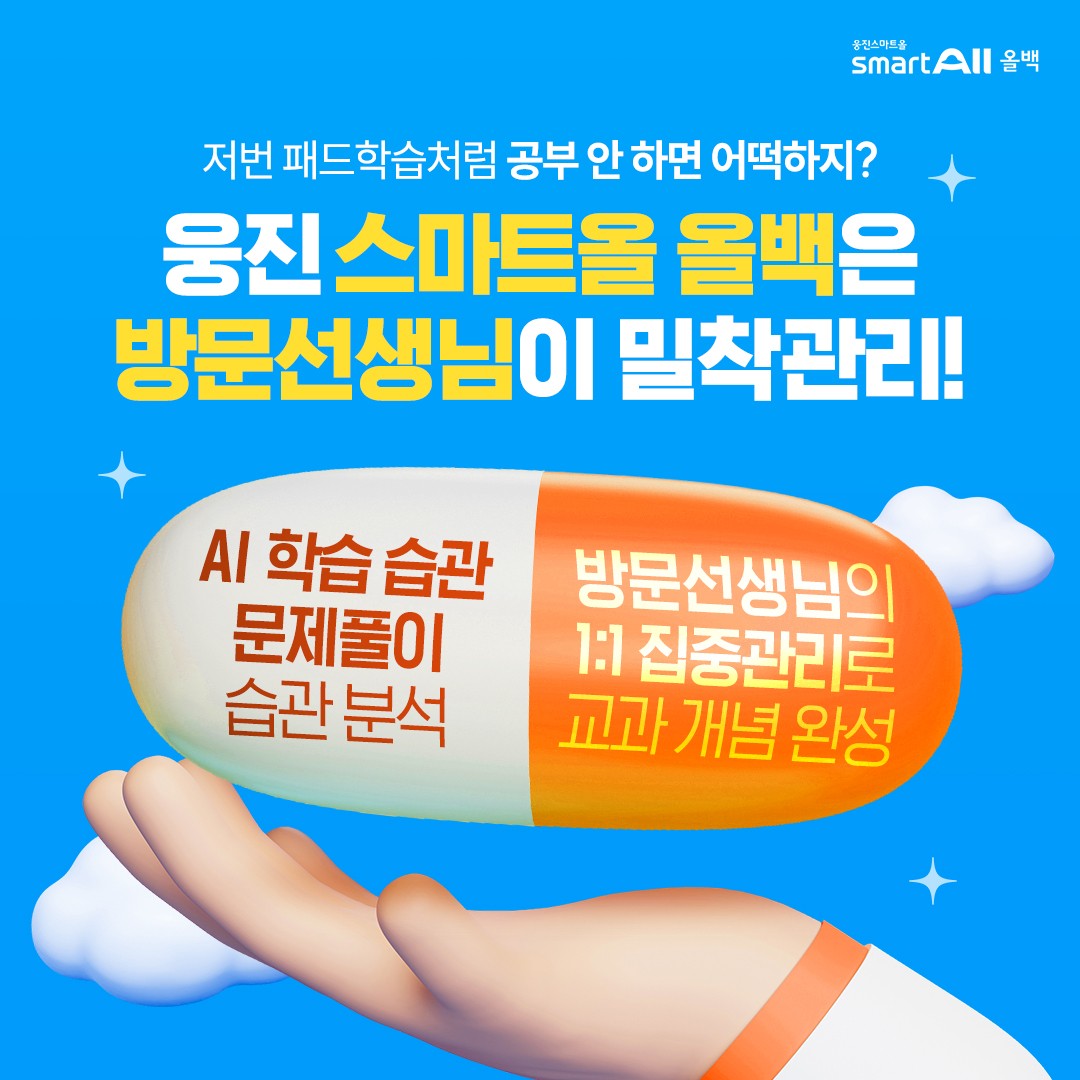 웅진스마트올
smartAll 올백
저번 패드학습처럼 공부 안 하면 어떡하지?
웅진 스마트올 올백은
방문선생님이 밀착관리!
AI 학습 습관
문제풀이
습관 분석
방문선생님의
1:1 집중관리로
교과 개념 완성